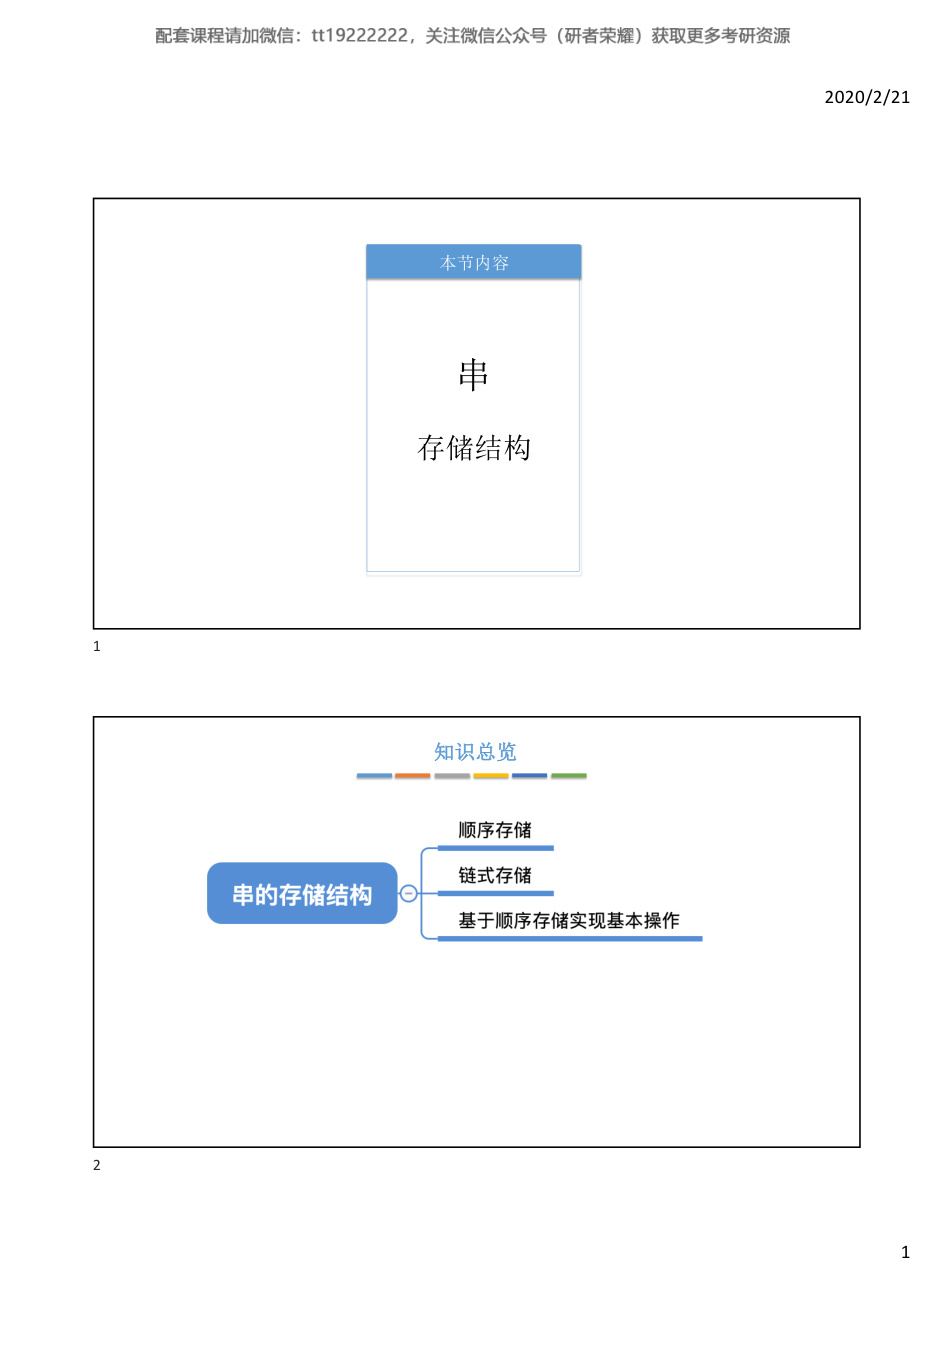 配套课程请加微信：tt19222222，关注微信公众号（研者荣耀）获取更多考研资源
2020/2/21
本节内容
串
存储结构
1
知识总览
顺序存储
链式存储
串的存储结构
基于顺序存储实现基本操作
2
1